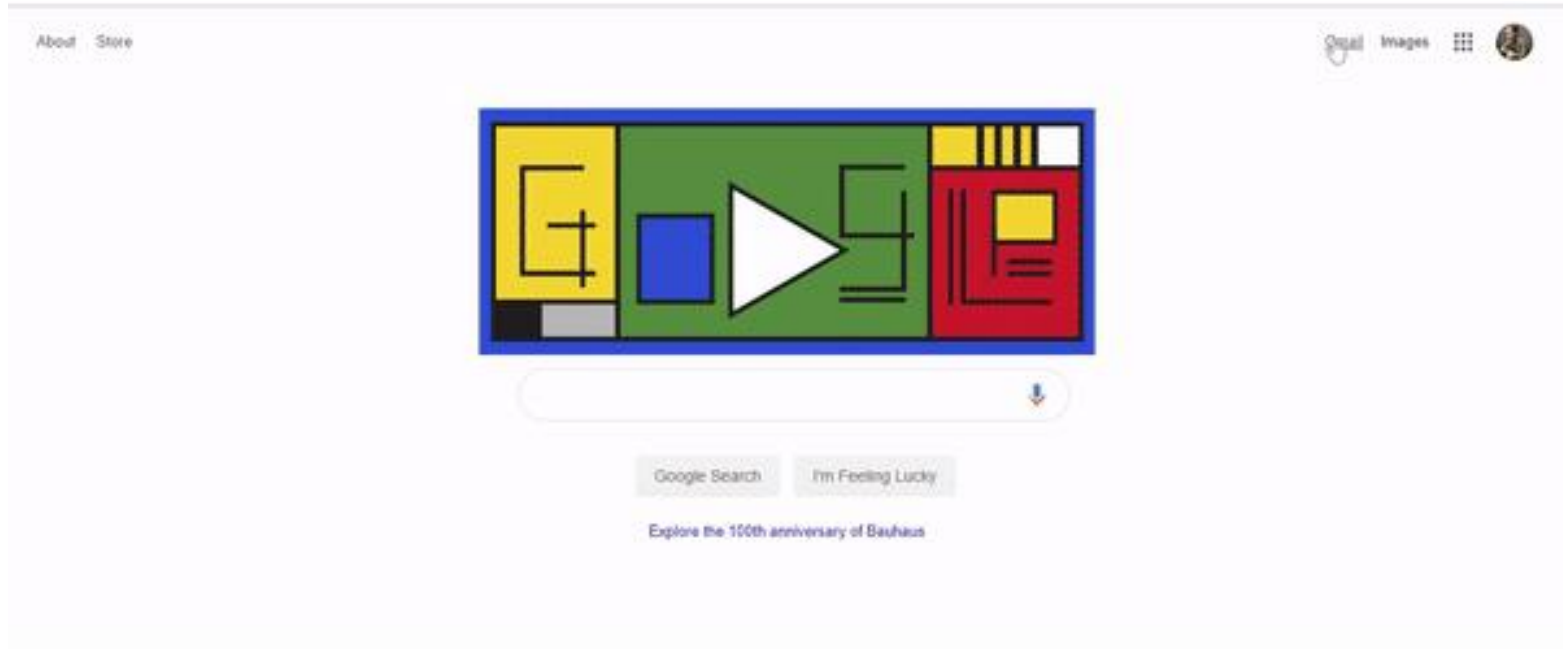 About Store
Gmail Images
Google Search I'm Feeling Lucky
Explore the 100th anniversary of Bauhaus